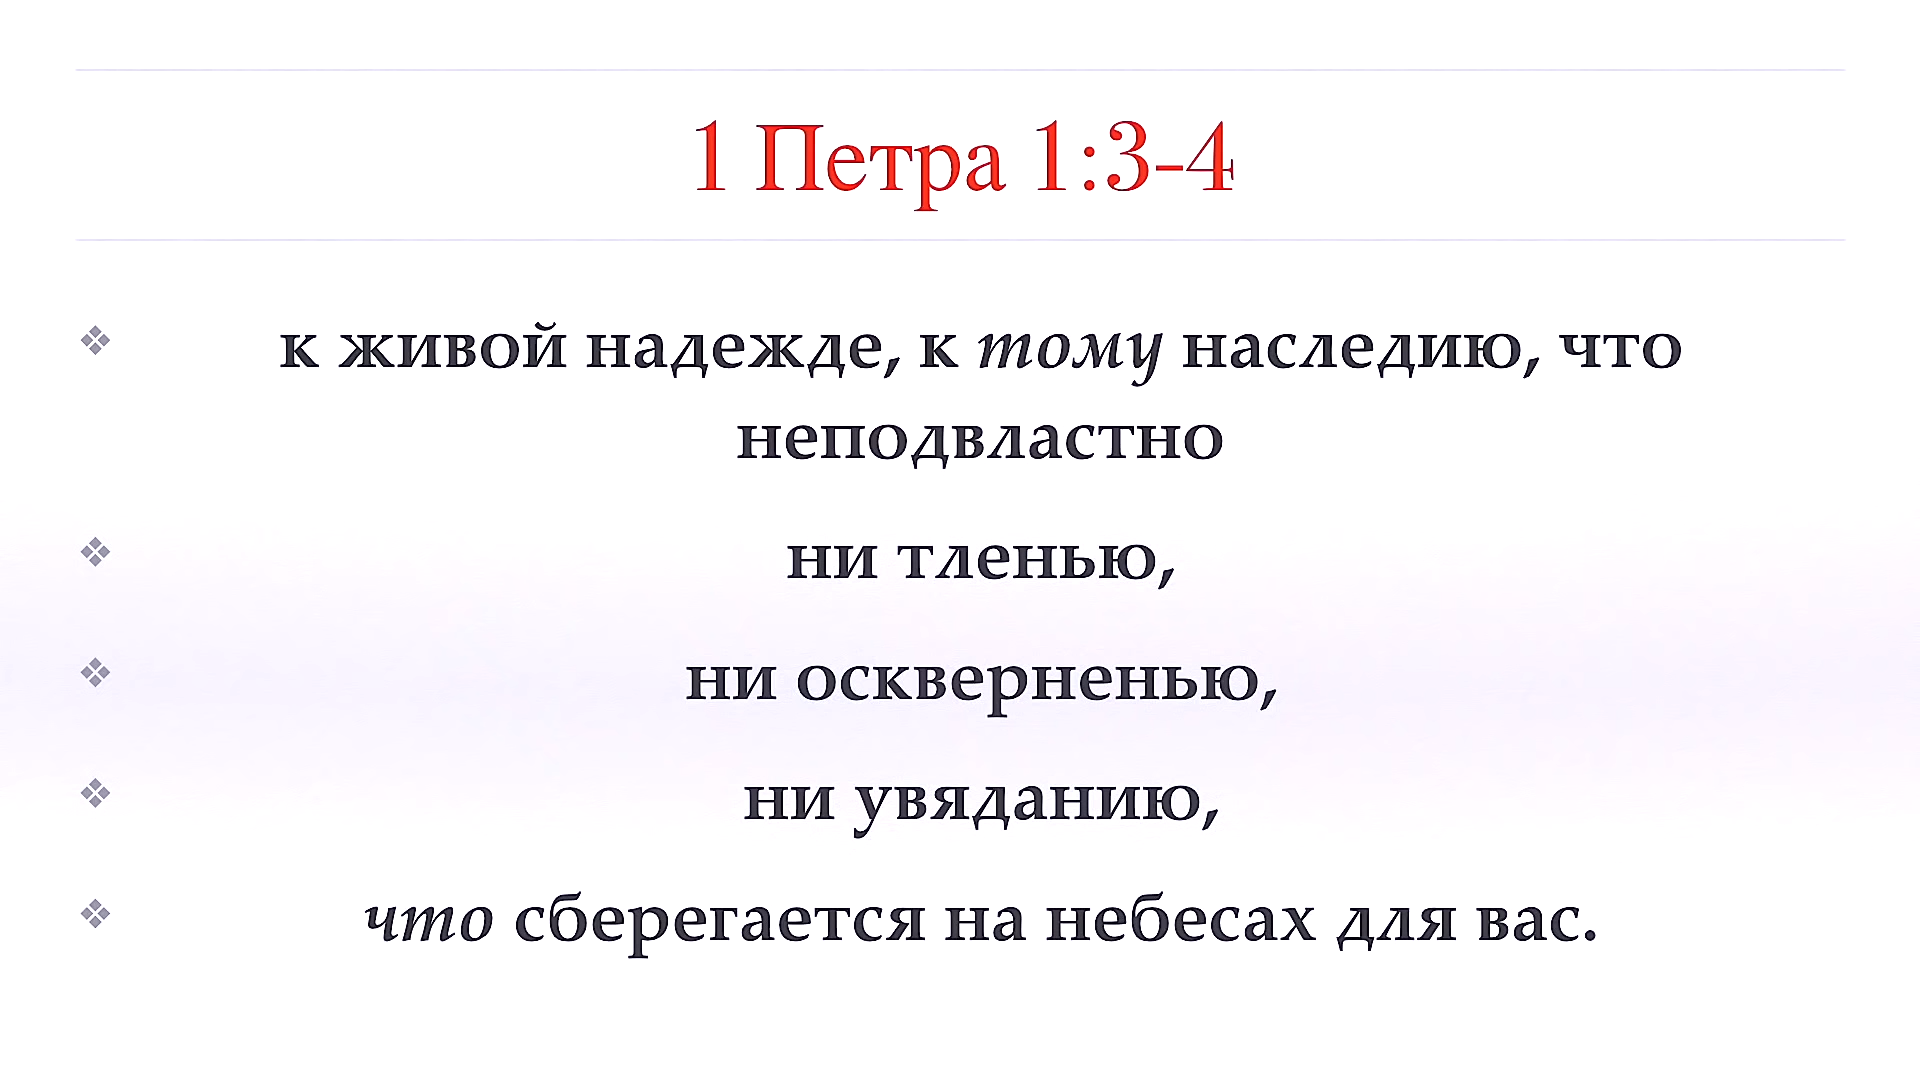 1 Петра 1:3-4
❖ к живой надежде, к тому наследию, что
неподвластно
❖ ни тленью,
❖ ни оскверненью,
❖ ни увяданию,
❖ что сберегается на небесах для вас.